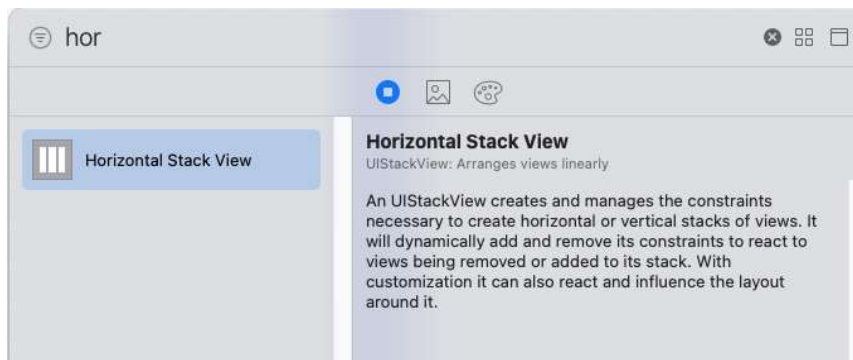 hor
Horizontal Stack View
Horizontal Stack View
UIStackView: Arranges views linearly
An UIStackView creates and manages the constraints
necessary to create horizontal or vertical stacks of views. It
will dynamically add and remove its constraints to react to
views being removed or added to its stack. With
customization it can also react and influence the layout
around it.